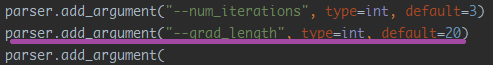 parser.add_argument("--num_iterations", type=int, default=3)
parser.add_argument("--grad_length", type=int, default=20)
parser.add_argument(